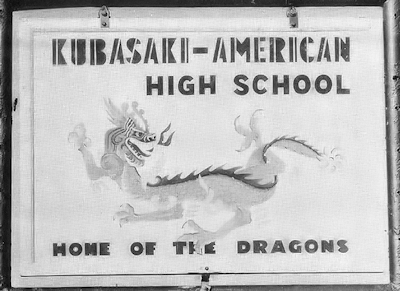 KUBASAKI-AMERICAN
HIGH SCHOOL
HOME OF THE DRAGONS